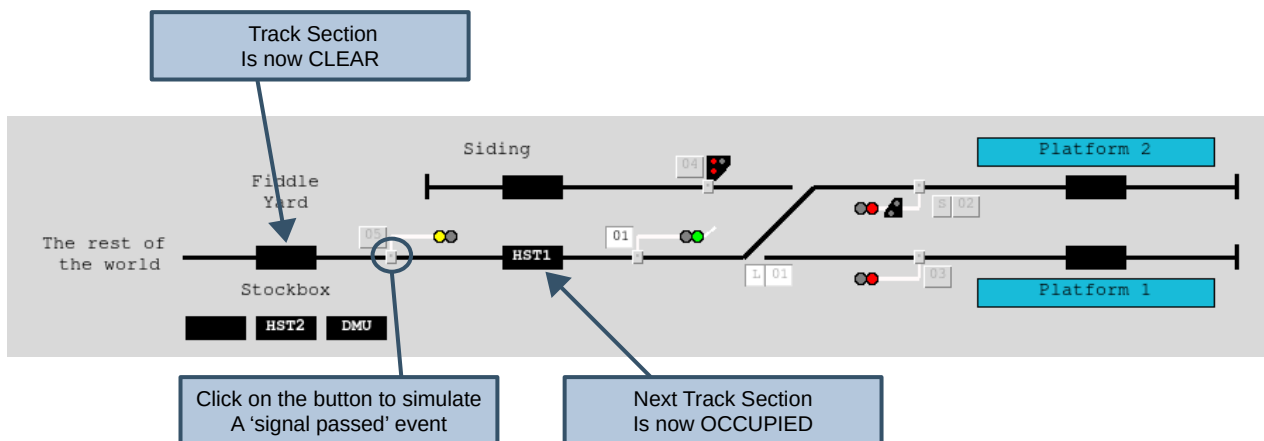 Track Section
Is now CLEAR
Siding
04
Platform 2
Fiddle
Yard
S 02
The rest of
the world
05
HST1
01
L 01
03
Stockbox
Platform 1
HST2 DMU
Click on the button to simulate
A ‘signal passed’ event
Next Track Section
Is now OCCUPIED